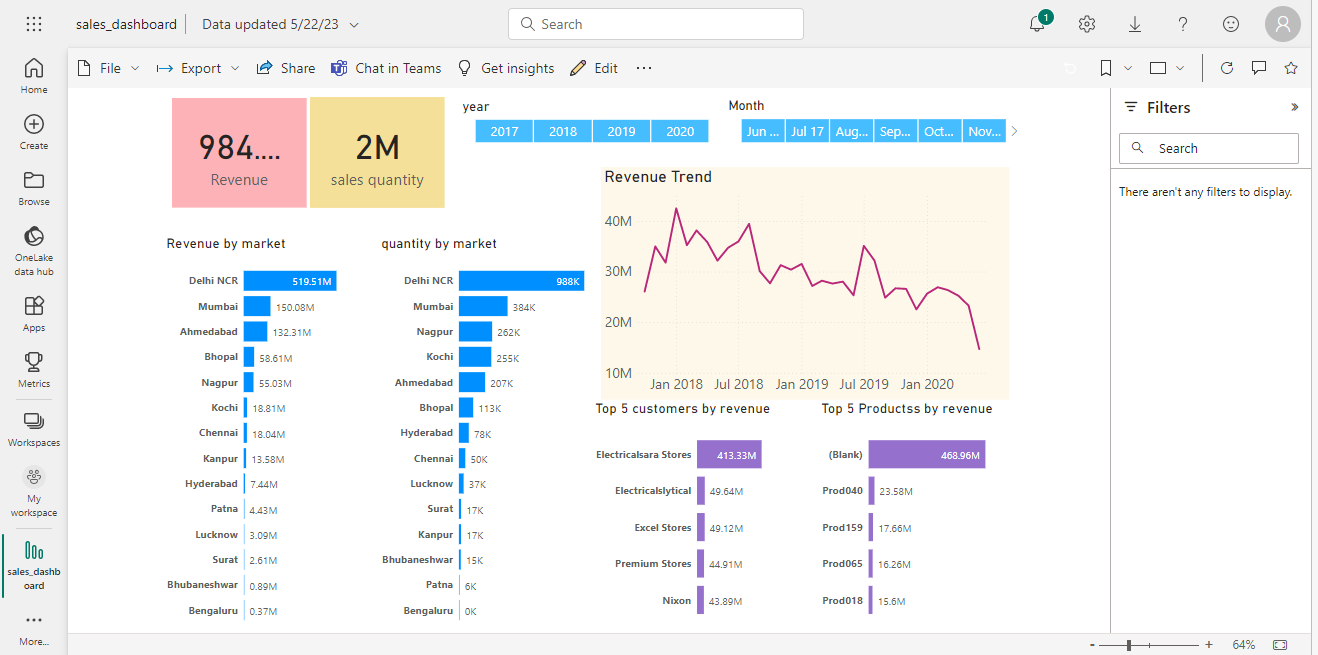 sales_dashboard
Data updated 5/22/23
Search
1
File
Export
Share
Chat in Teams
Get insights
Edit
Home
Create
Browse
OneLake
data hub
Apps
Metrics
Workspaces
My
workspace
sales_dashb
oard
More...
984....
Revenue
2M
sales quantity
year
2017 2018 2019 2020
Month
Jun ... Jul 17 Aug... Sep... Oct... Nov...
Revenue by market
Delhi NCR 519.51M
Mumbai 150.08M
Ahmedabad 132.31M
Bhopal 58.61M
Nagpur 55.03M
Kochi 18.81M
Chennai 18.04M
Kanpur 13.58M
Hyderabad 7.44M
Patna 4.43M
Lucknow 3.09M
Surat 2.61M
Bhubaneshwar 0.89M
Bengaluru 0.37M
quantity by market
Delhi NCR 988K
Mumbai 384K
Nagpur 262K
Kochi 255K
Ahmedabad 207K
Bhopal 113K
Hyderabad 78K
Chennai 50K
Lucknow 37K
Surat 17K
Kanpur 17K
Bhubaneshwar 15K
Patna 6K
Bengaluru 0K
Revenue Trend
40M
30M
20M
10M
Jan 2018 Jul 2018 Jan 2019 Jul 2019 Jan 2020
Top 5 customers by revenue
Electricalsara Stores 413.33M
Electricalslytical 49.64M
Excel Stores 49.12M
Premium Stores 44.91M
Nixon 43.89M
Top 5 Productss by revenue
(Blank) 468.96M
Prod040 23.58M
Prod159 17.66M
Prod065 16.26M
Prod018 15.6M
Filters
Search
There aren't any filters to display.
- + 64%